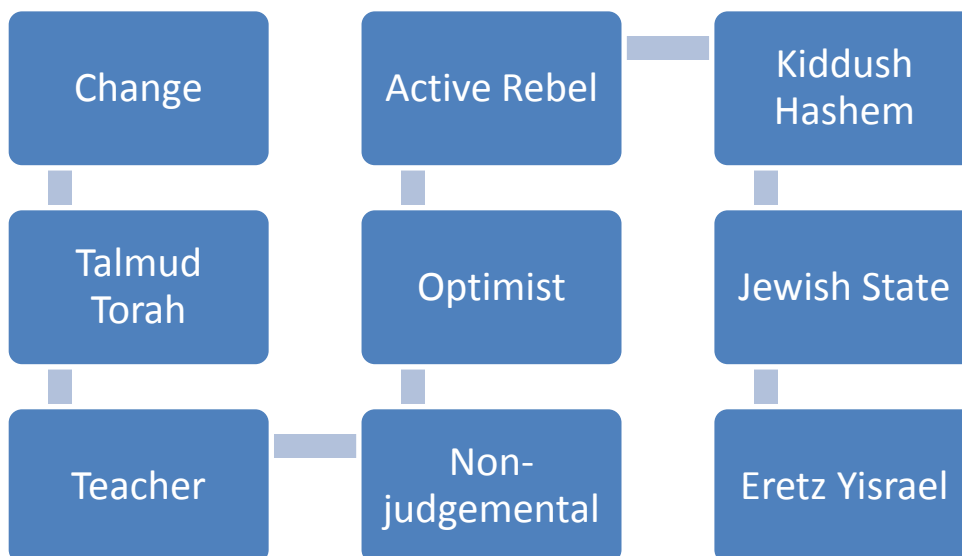 Change
Talmud
Torah
Teacher
Non-
judgemental
Optimist
Active Rebel
Kiddush
Hashem
Jewish State
Eretz Yisrael